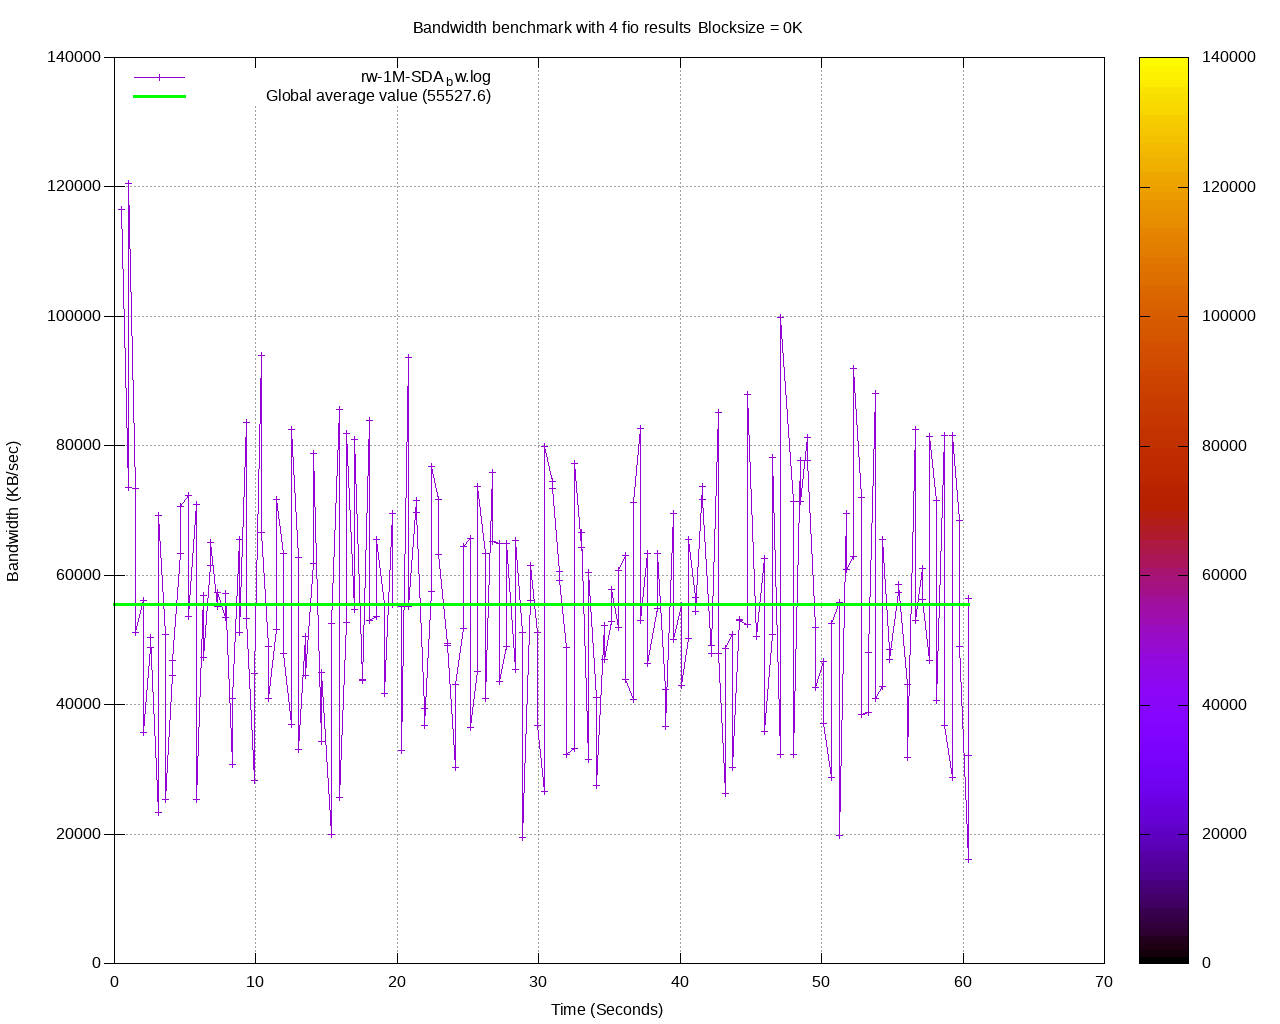 Bandwidth benchmark with 4 fio results Blocksize = 0K
140000
120000
100000
80000
60000
40000
20000
0
Bandwidth (KB/sec)
rw-1M-SDA_bw.log
Global average value (55527.6)
0 10 20 30 40 50 60 70
Time (Seconds)
140000
120000
100000
80000
60000
40000
20000
0